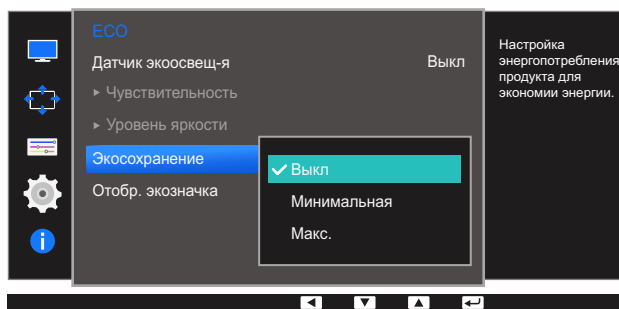 ECO
Датчик экоосвещ-я Выкл
▸ Чувствительность
▸ Уровень яркости
Экосохранение
Отобр. экозначка
Выкл
Минимальная
Макс.
Настройка
энергопотребления
продукта для
экономии энергии.